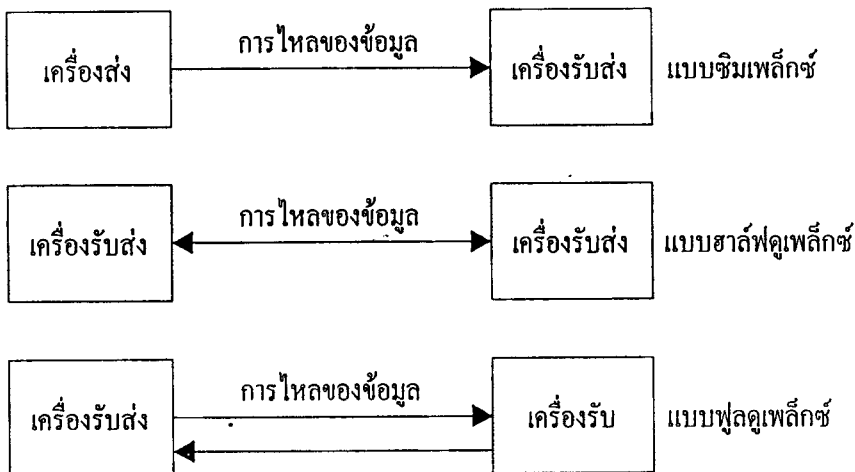 การไหลของข้อมูล
เครื่องส่ง เครื่องรับส่ง แบบซิมเพล็กซ์
การไหลของข้อมูล
เครื่องรับส่ง เครื่องรับส่ง แบบฮาล์ฟดูเพล็กซ์
การไหลของข้อมูล
เครื่องรับส่ง เครื่องรับ แบบฟูลดูเพล็กซ์